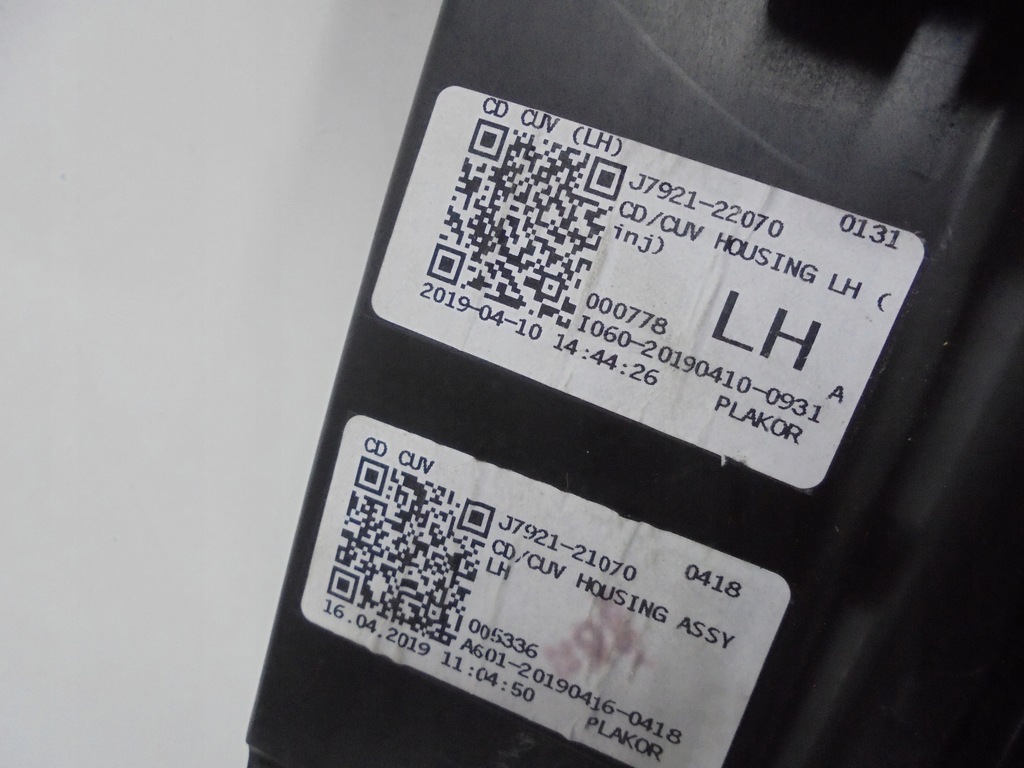 CD CUV (LH)
J7921-22070 0131
CD/CUV HOUSING LH (
inj)
LH
000778
I060-20190410-0931 A
2019-04-10 14:44:26 PLAKOR
CD CUV
J7921-21070 0418
CD/CUV HOUSING ASSY
LH
005336
A601-20190416-0418
16.04.2019 11:04:50 PLAKOR